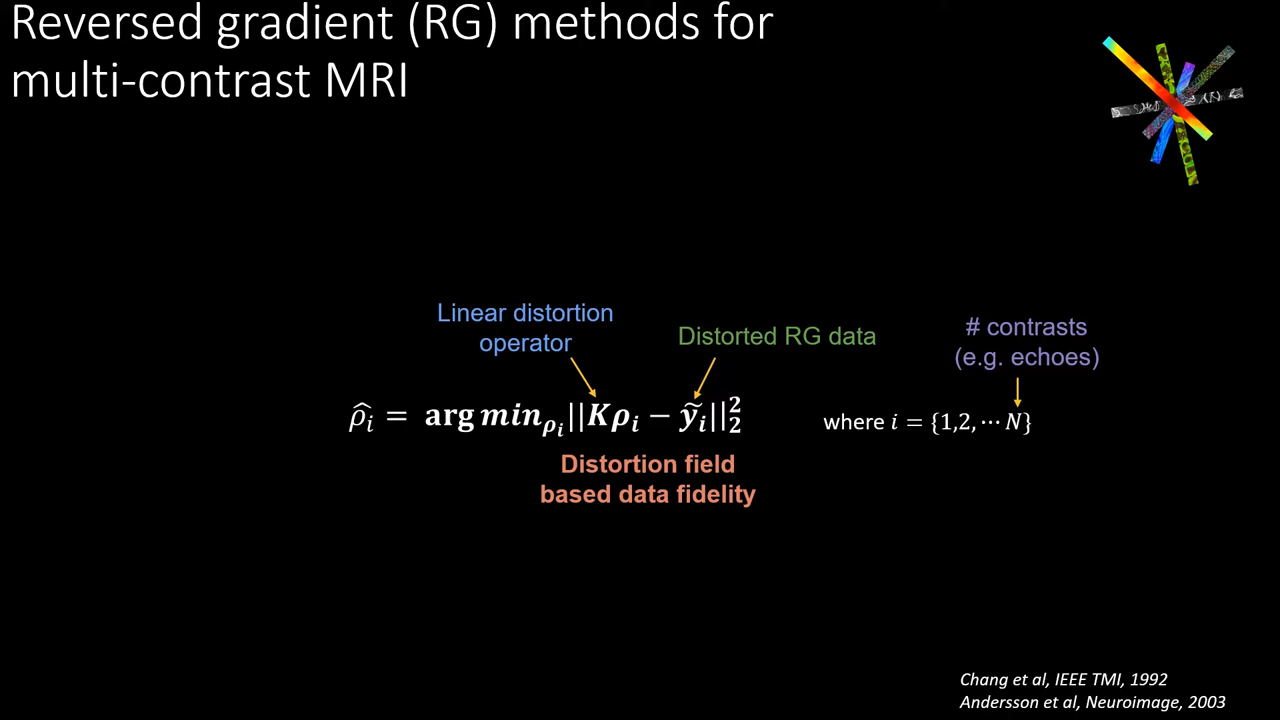 Reversed gradient (RG) methods for
multi-contrast MRI
Linear distortion
operator
Distorted RG data
# contrasts
(e.g. echoes)
ρ̂ᵢ = arg minρᵢ||Kρᵢ − ỹᵢ||₂²
where i = {1,2, ⋯ N}
Distortion field
based data fidelity
Chang et al, IEEE TMI, 1992
Andersson et al, Neuroimage, 2003